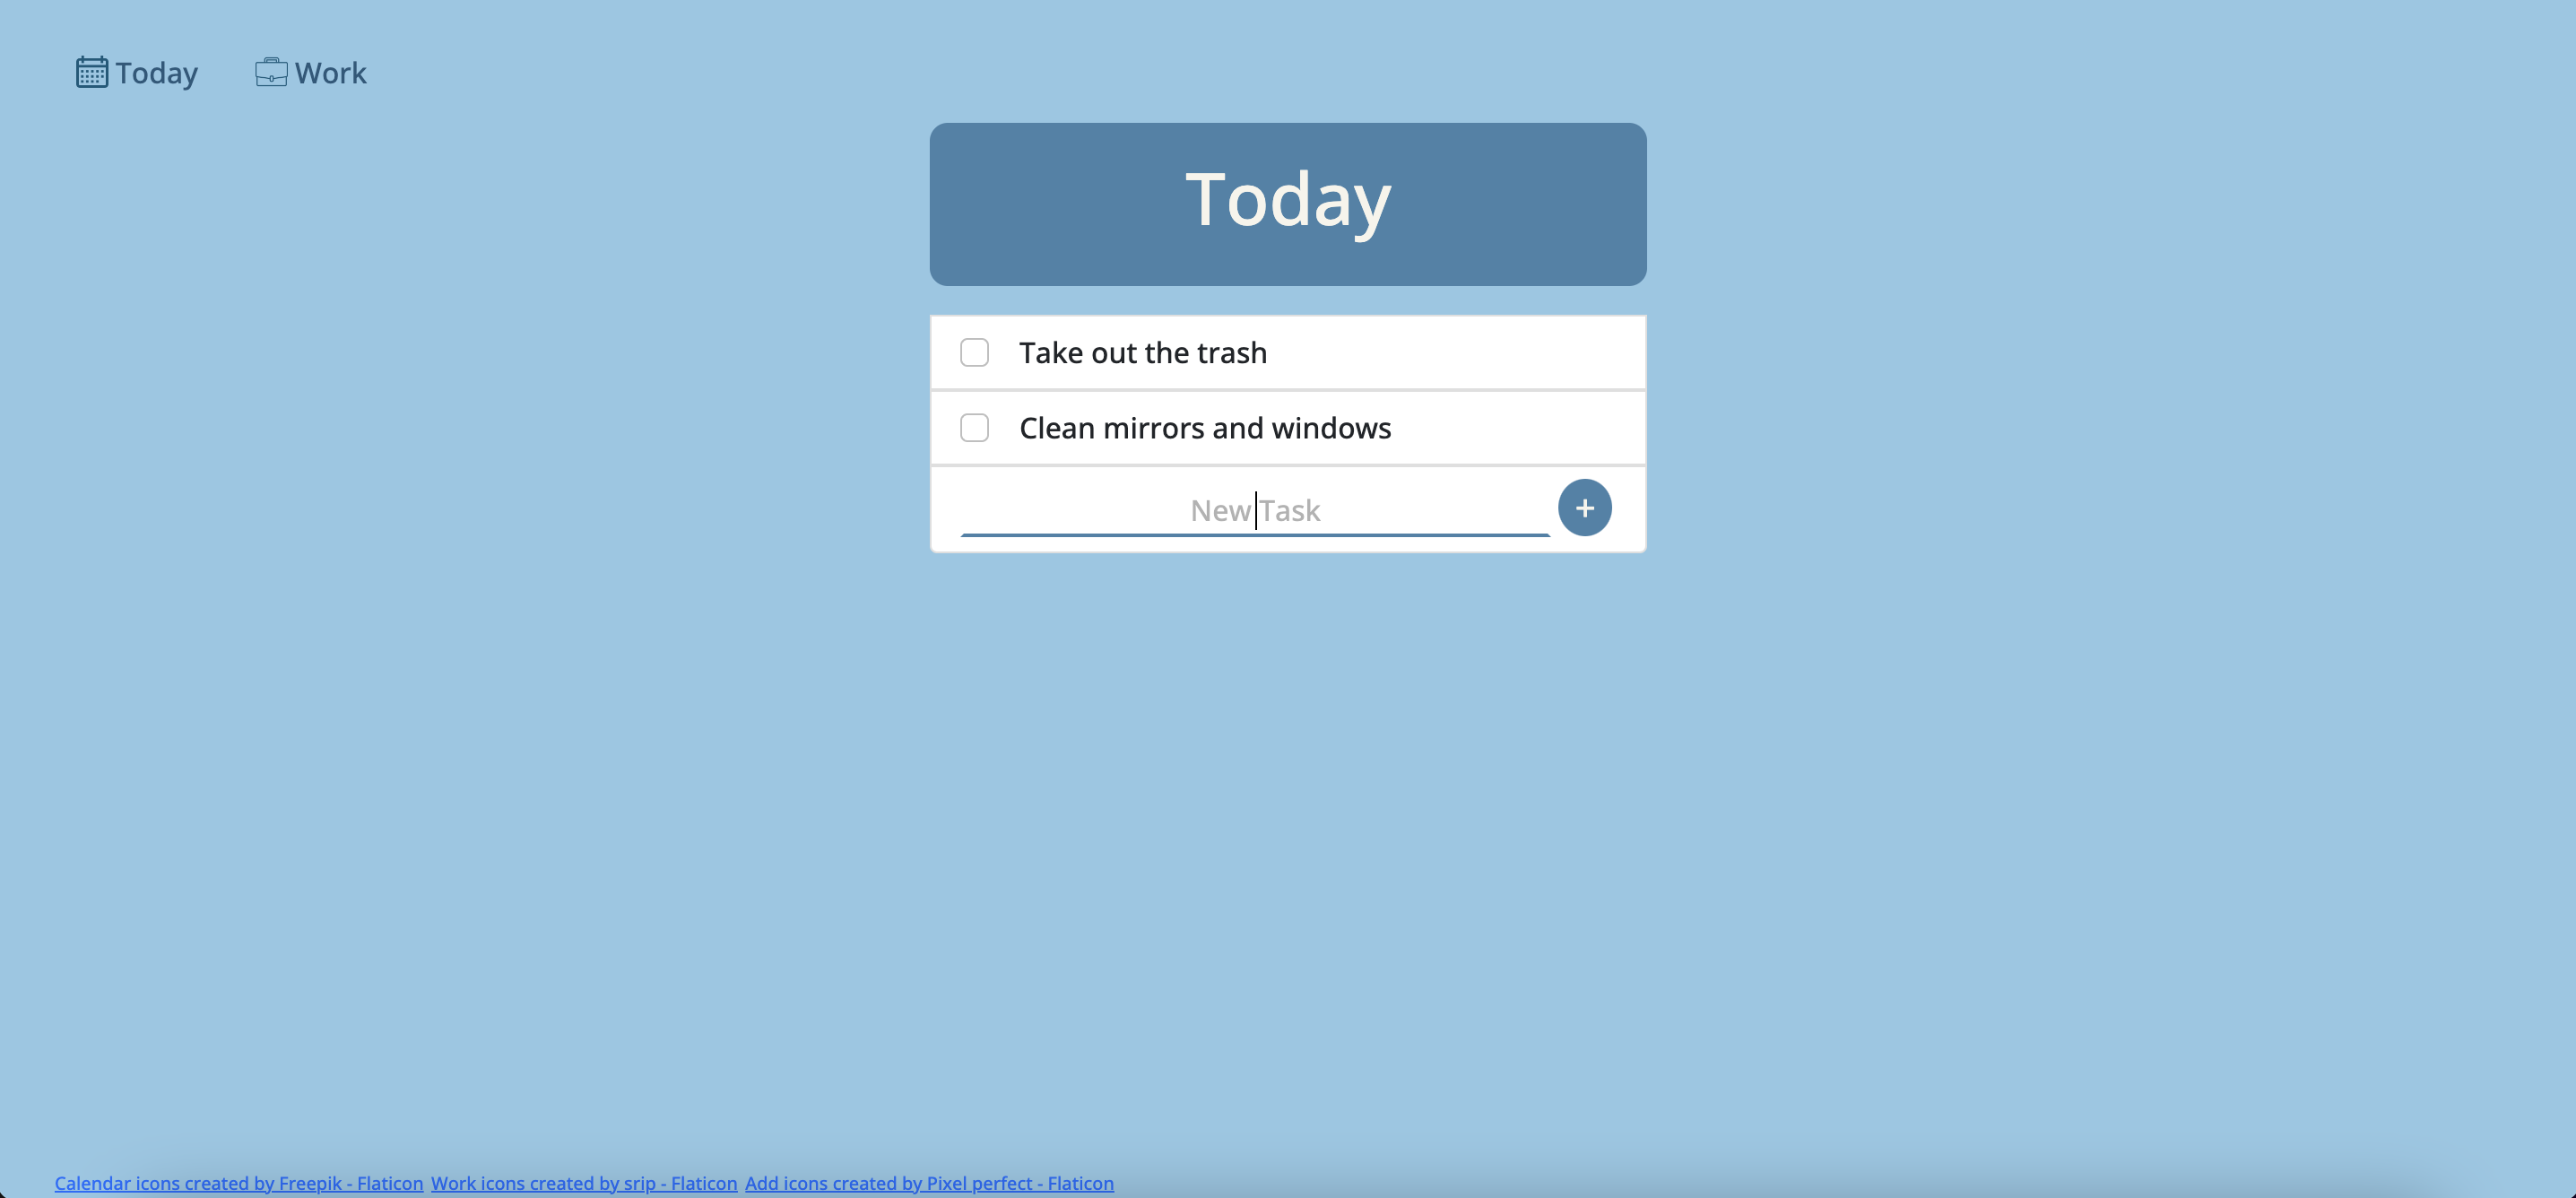 Today Work
Today
Take out the trash
Clean mirrors and windows
New Task
+
Calendar icons created by Freepik - Flaticon Work icons created by srip - Flaticon Add icons created by Pixel perfect - Flaticon